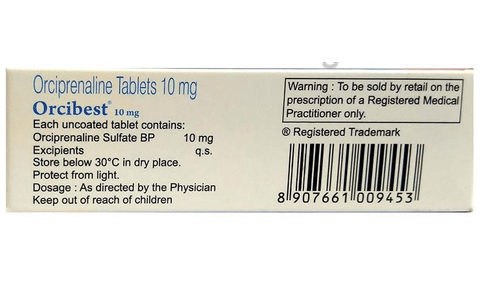 Orciprenaline Tablets 10 mg
Orcibest® 10 mg
Each uncoated tablet contains:
Orciprenaline Sulfate BP 10 mg
Excipients q.s.
Store below 30°C in dry place.
Protect from light.
Dosage : As directed by the Physician
Keep out of reach of children
Warning : To be sold by retail on the
prescription of a Registered Medical
Practitioner only.
® Registered Trademark
8 907661 009453